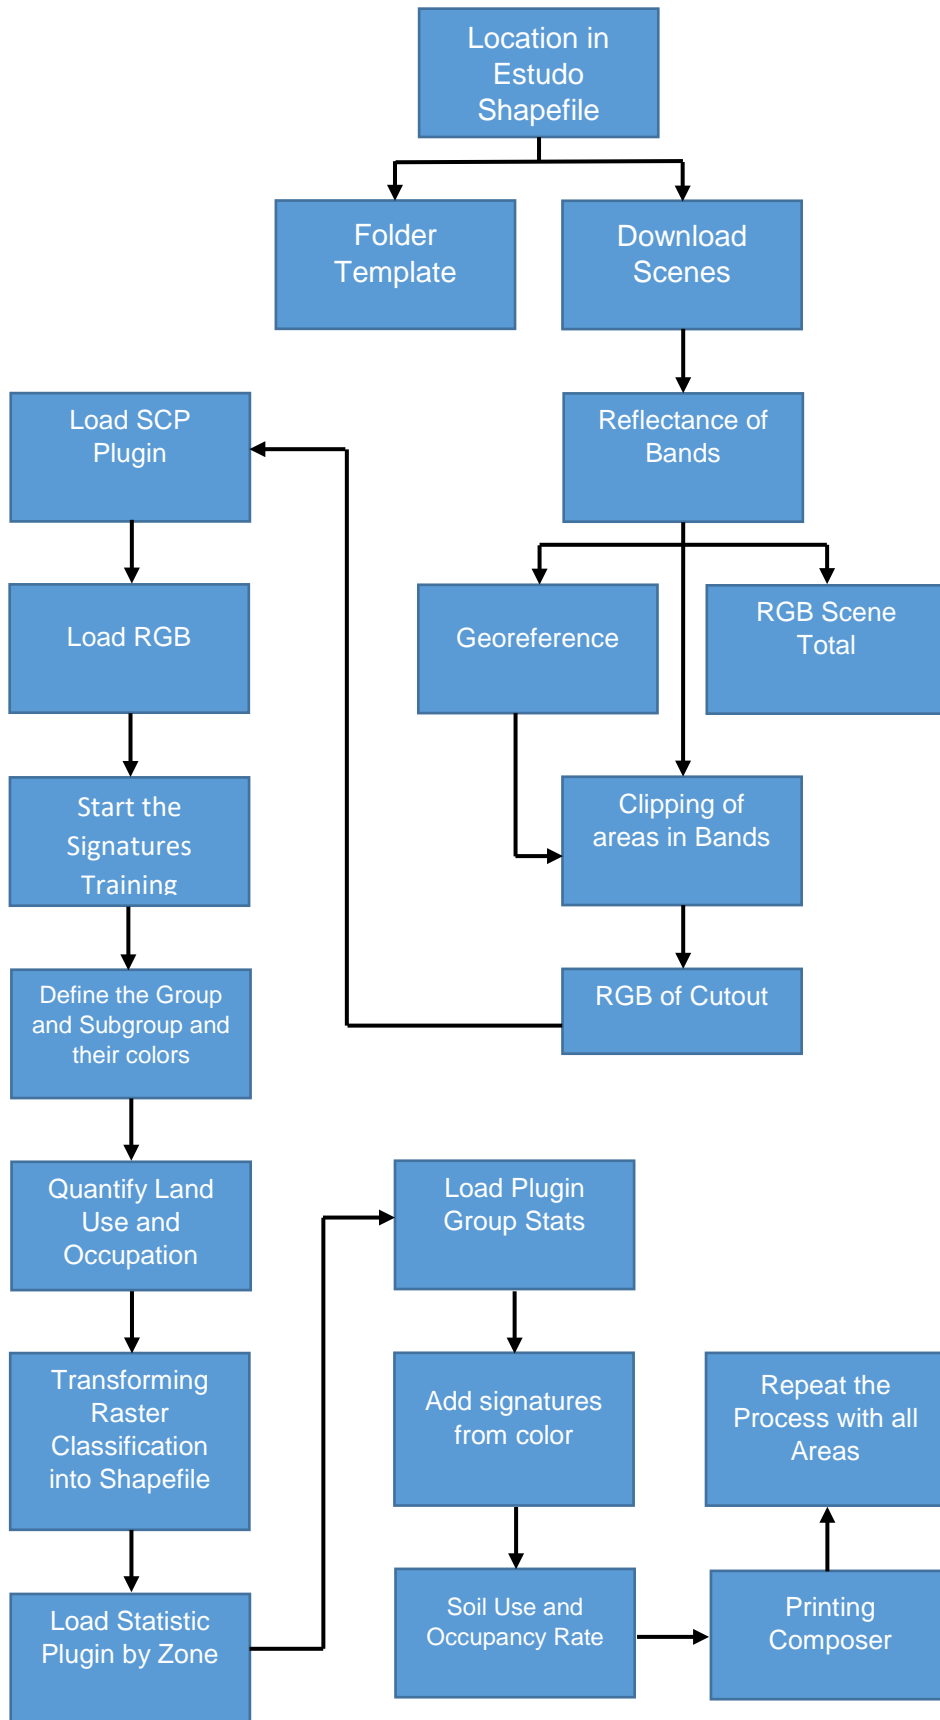 Location in
Estudo
Shapefile
Folder
Template
Download
Scenes
Reflectance of
Bands
Georeference
RGB Scene
Total
Clipping of
areas in Bands
RGB of Cutout
Load SCP
Plugin
Load RGB
Start the
Signatures
Training
Define the Group
and Subgroup and
their colors
Quantify Land
Use and
Occupation
Transforming
Raster
Classification
into Shapefile
Load Statistic
Plugin by Zone
Load Plugin
Group Stats
Add signatures
from color
Soil Use and
Occupancy Rate
Printing
Composer
Repeat the
Process with all
Areas